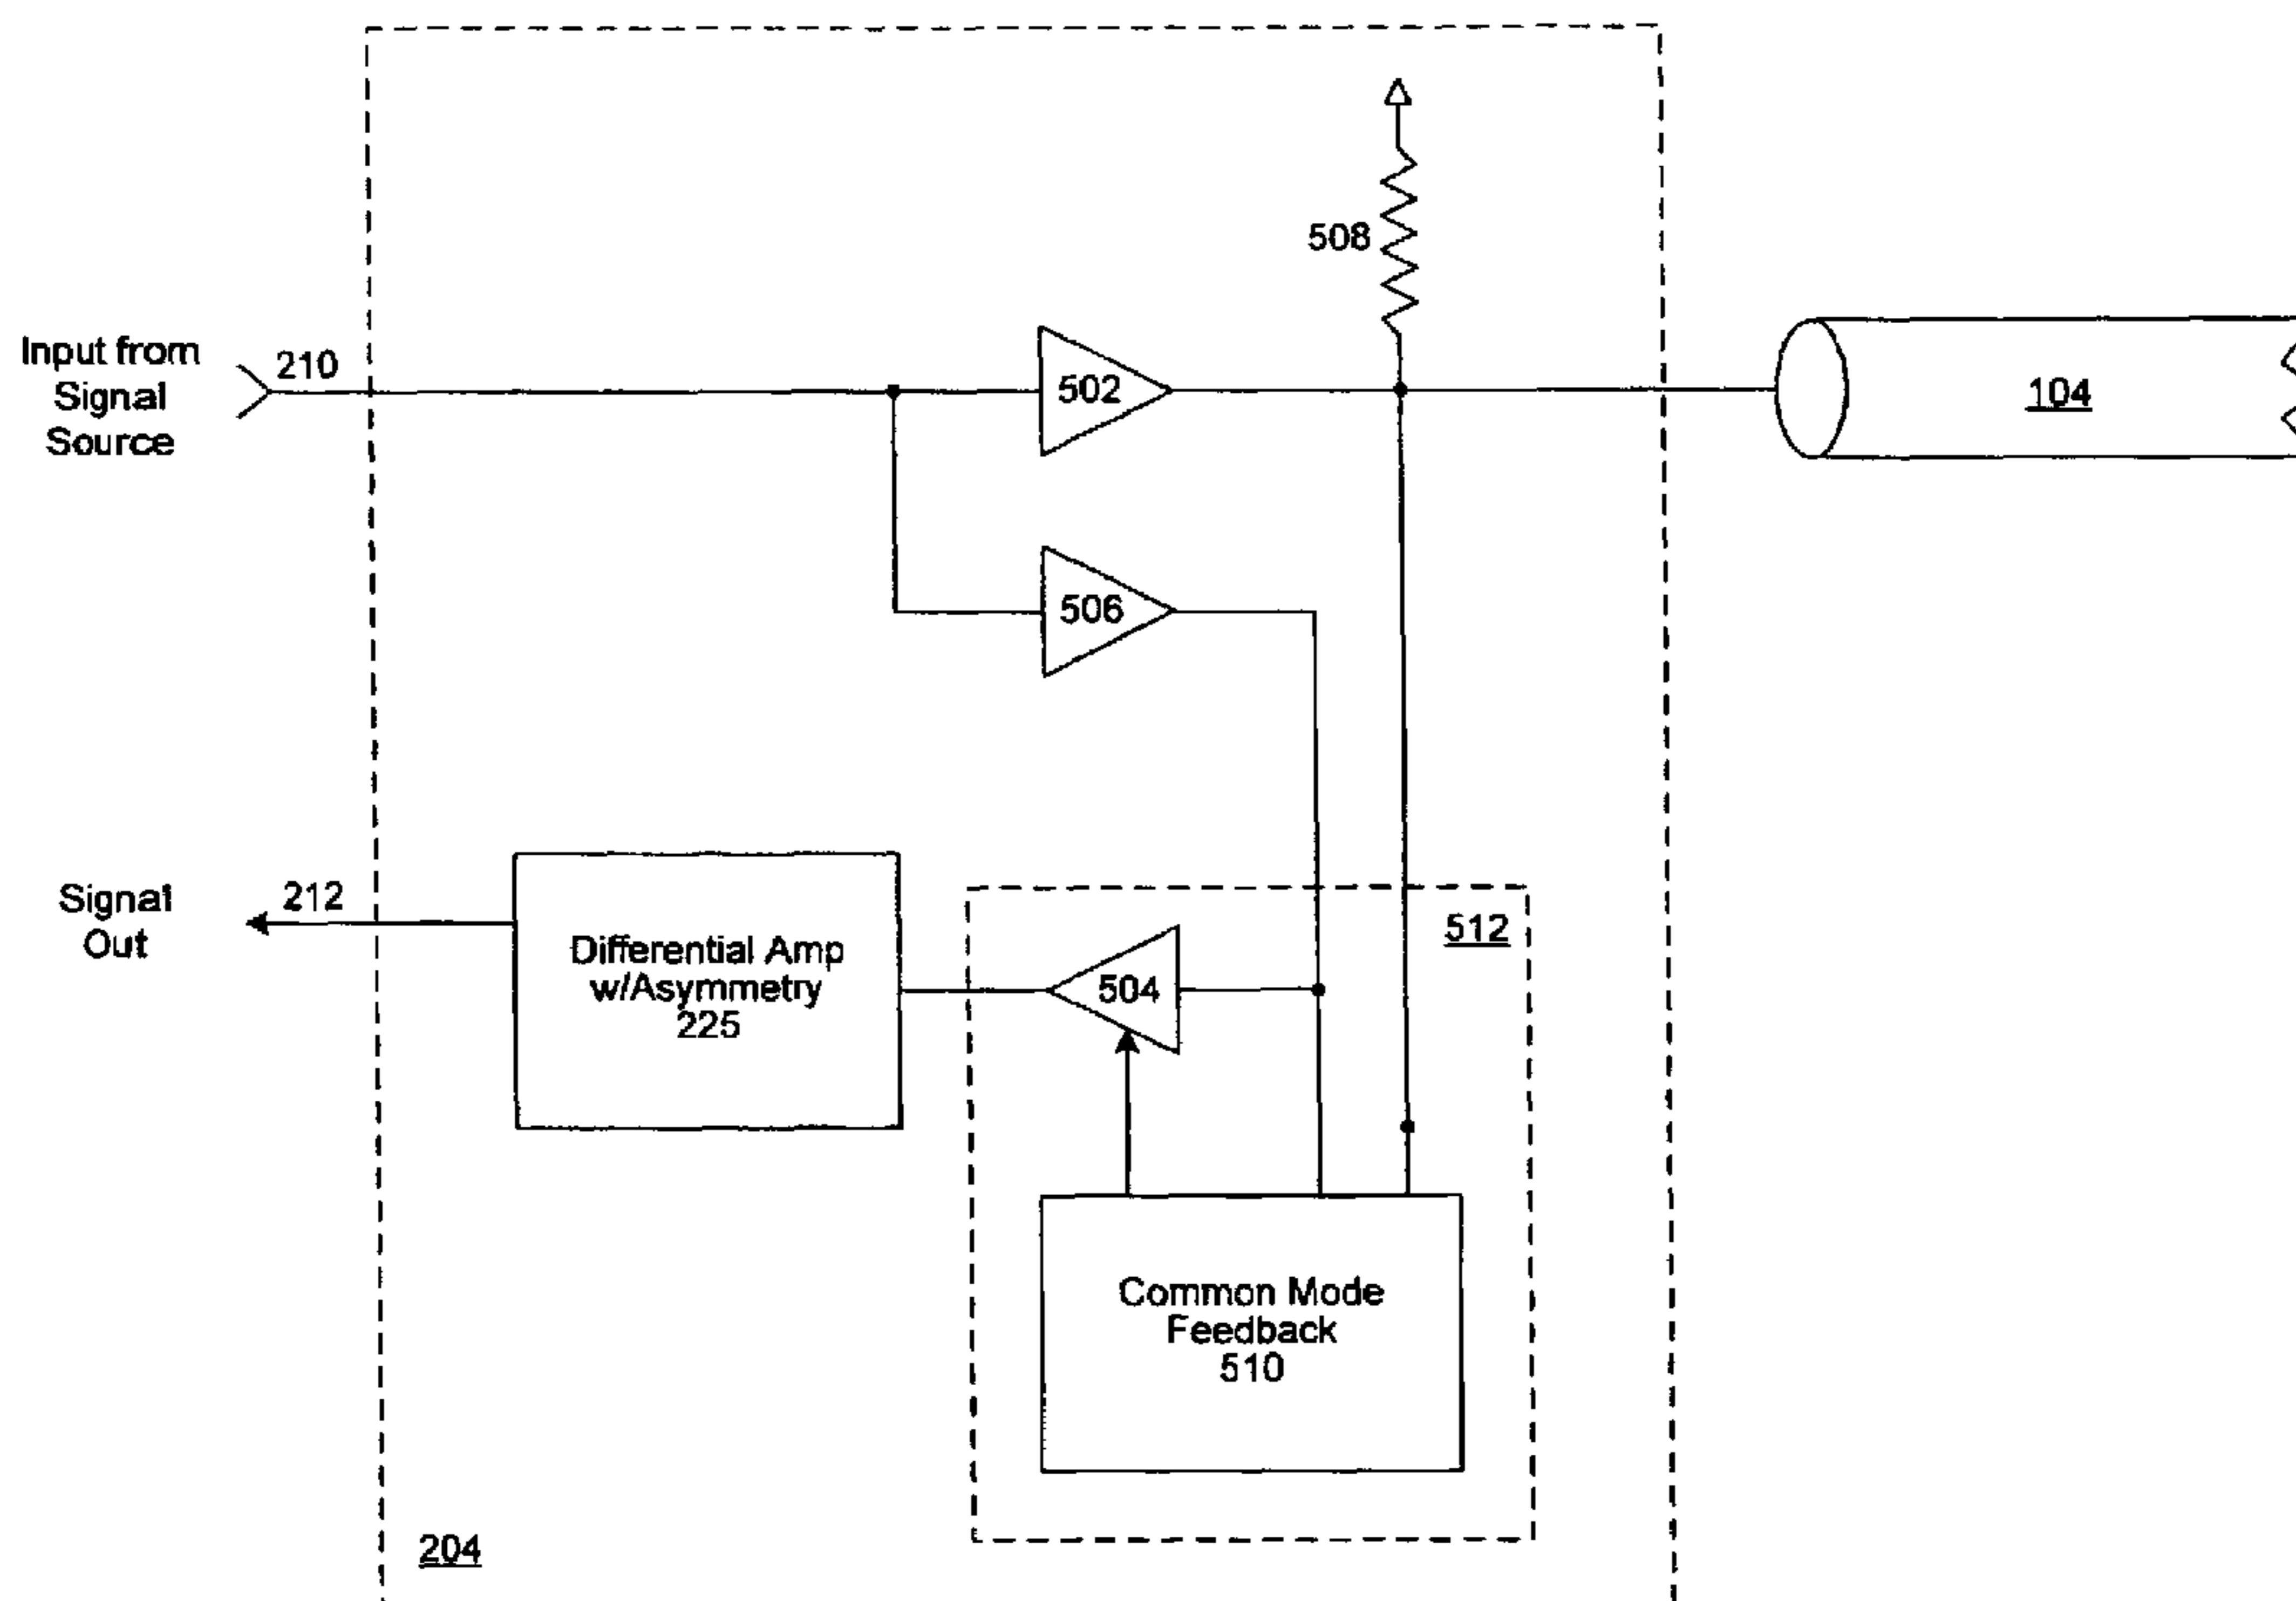 508
Input from
Signal
Source
210
502
104
506
Signal
Out
212
Differential Amp
w/Asymmetry
225
504
512
Common Mode
Feedback
510
204